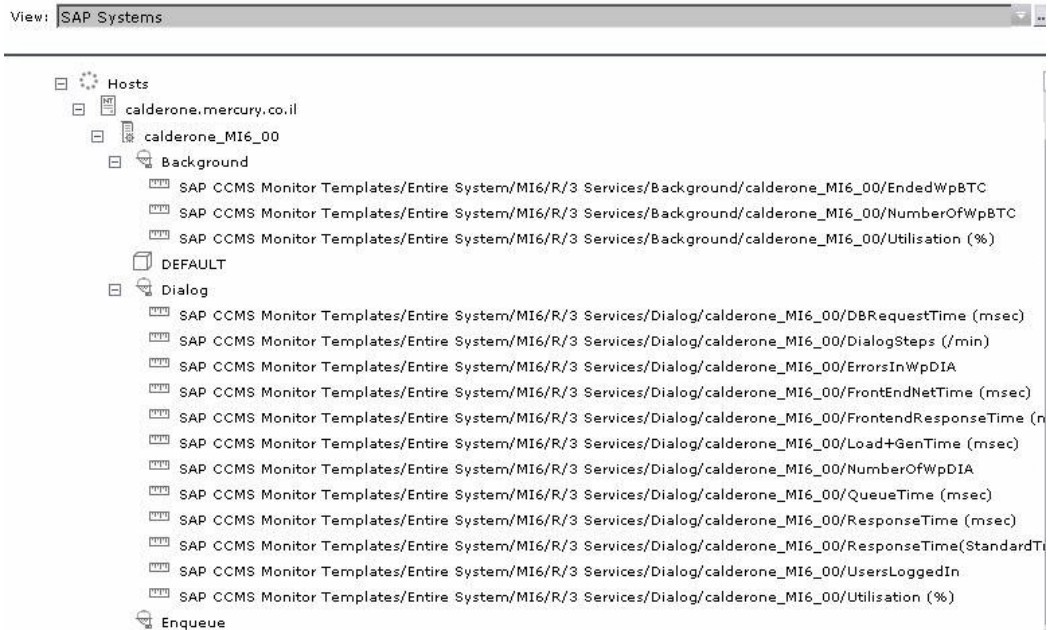 View: SAP Systems
Hosts
calderone.mercury.co.il
calderone_MI6_00
Background
SAP CCMS Monitor Templates/Entire System/MI6/R/3 Services/Background/calderone_MI6_00/EndedWpBTC
SAP CCMS Monitor Templates/Entire System/MI6/R/3 Services/Background/calderone_MI6_00/NumberOfWpBTC
SAP CCMS Monitor Templates/Entire System/MI6/R/3 Services/Background/calderone_MI6_00/Utilisation (%)
DEFAULT
Dialog
SAP CCMS Monitor Templates/Entire System/MI6/R/3 Services/Dialog/calderone_MI6_00/DBRequestTime (msec)
SAP CCMS Monitor Templates/Entire System/MI6/R/3 Services/Dialog/calderone_MI6_00/DialogSteps (/min)
SAP CCMS Monitor Templates/Entire System/MI6/R/3 Services/Dialog/calderone_MI6_00/ErrorsInWpDIA
SAP CCMS Monitor Templates/Entire System/MI6/R/3 Services/Dialog/calderone_MI6_00/FrontEndNetTime (msec)
SAP CCMS Monitor Templates/Entire System/MI6/R/3 Services/Dialog/calderone_MI6_00/FrontendResponseTime (m
SAP CCMS Monitor Templates/Entire System/MI6/R/3 Services/Dialog/calderone_MI6_00/Load+GenTime (msec)
SAP CCMS Monitor Templates/Entire System/MI6/R/3 Services/Dialog/calderone_MI6_00/NumberOfWpDIA
SAP CCMS Monitor Templates/Entire System/MI6/R/3 Services/Dialog/calderone_MI6_00/QueueTime (msec)
SAP CCMS Monitor Templates/Entire System/MI6/R/3 Services/Dialog/calderone_MI6_00/ResponseTime (msec)
SAP CCMS Monitor Templates/Entire System/MI6/R/3 Services/Dialog/calderone_MI6_00/ResponseTime(StandardTr
SAP CCMS Monitor Templates/Entire System/MI6/R/3 Services/Dialog/calderone_MI6_00/UsersLoggedIn
SAP CCMS Monitor Templates/Entire System/MI6/R/3 Services/Dialog/calderone_MI6_00/Utilisation (%)
Enqueue